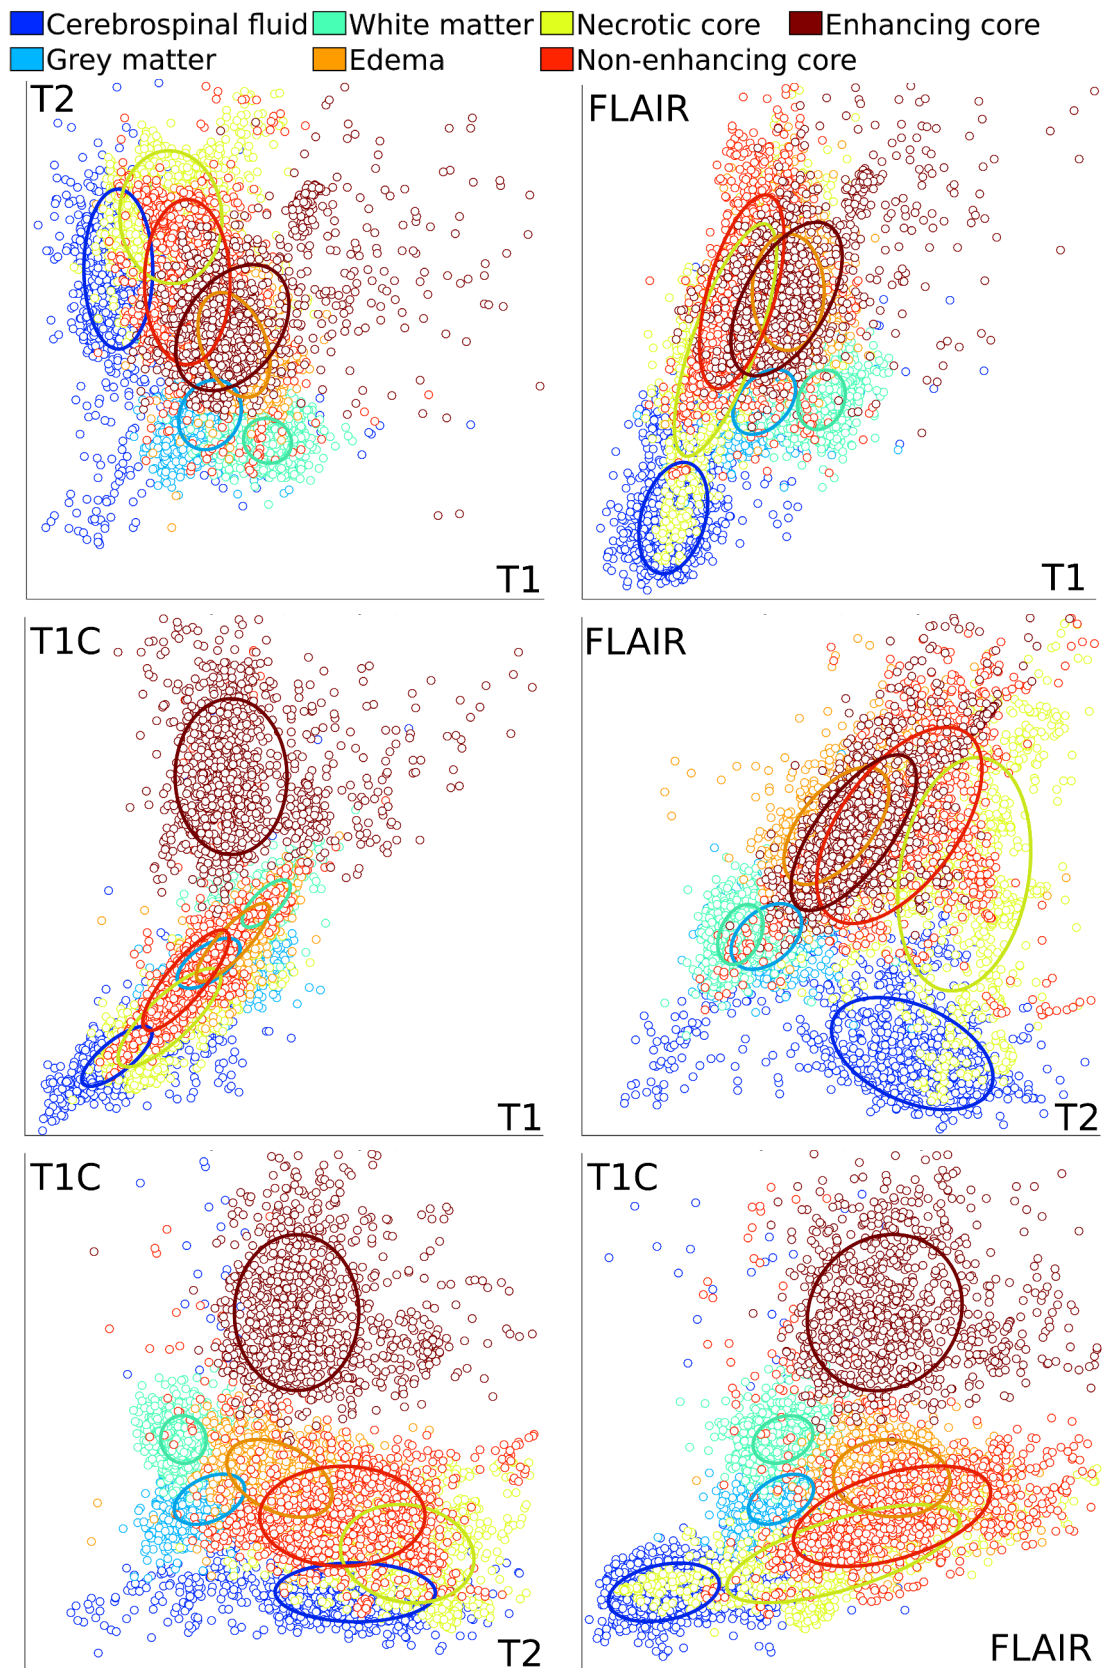 Cerebrospinal fluid White matter Necrotic core Enhancing core
Grey matter Edema Non-enhancing core
T2
T1
FLAIR
T1
T1C
T1
FLAIR
T2
T1C
T2
T1C
FLAIR